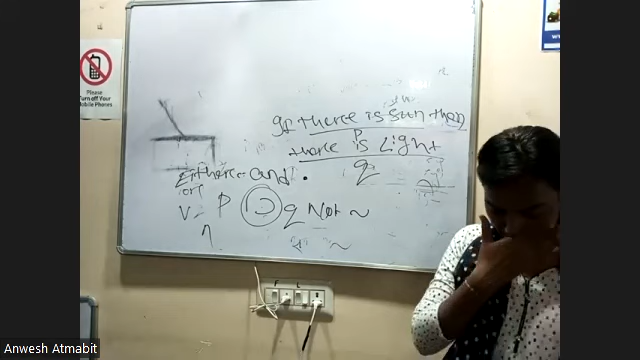 Please
Turn off Your
Mobile Phones
If there is sun then
p
there is Light
q
Either- and .
or
V P ⊃ q Not ~
~
F L
Anwesh Atmabit